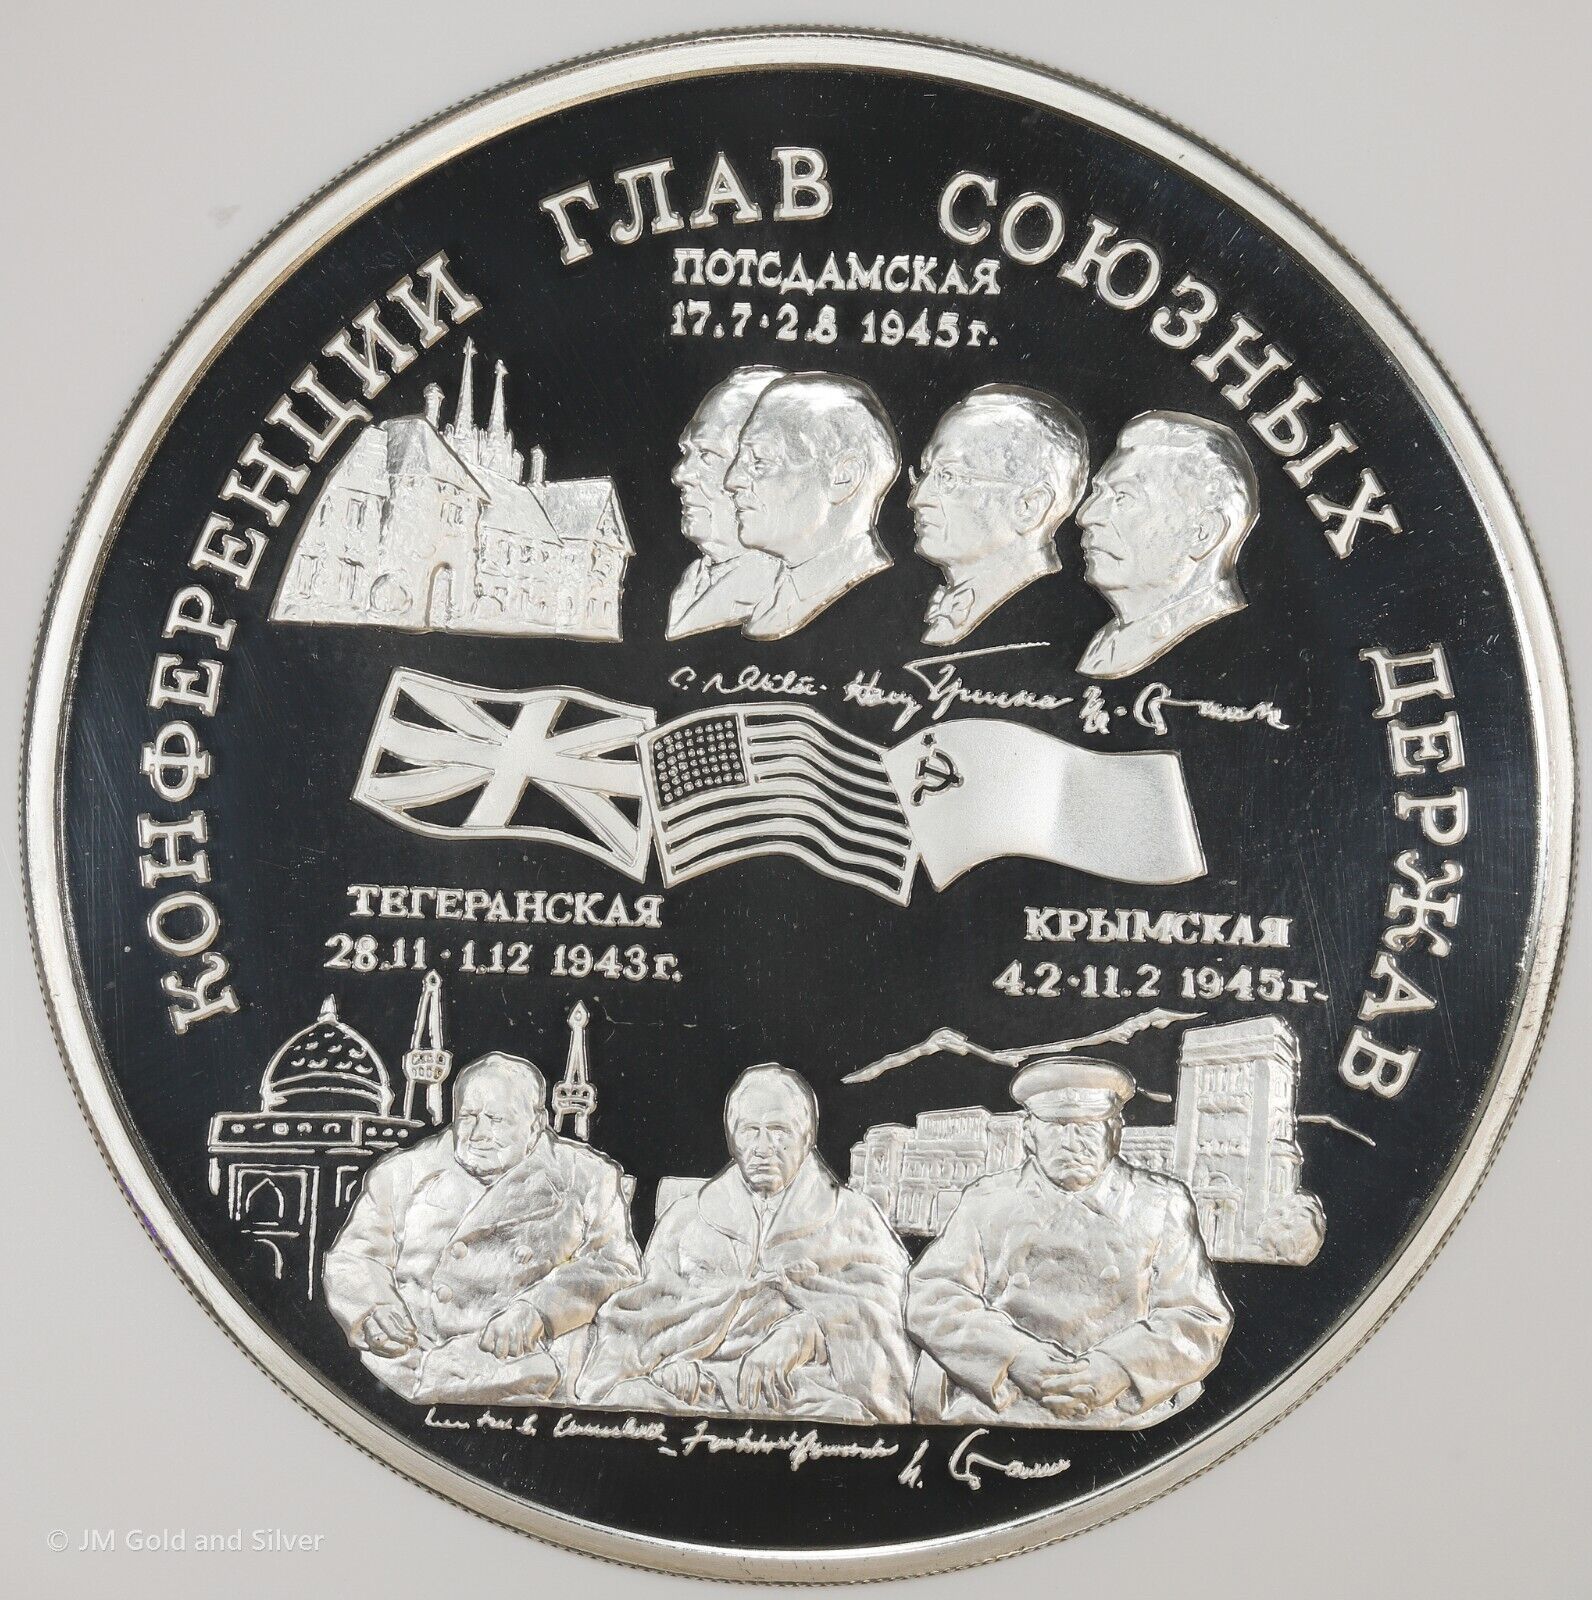 КОНФЕРЕНЦИИ ГЛАВ СОЮЗНЫХ ДЕРЖАВ
ПОТСДАМСКАЯ
17.7·2.8 1945г.
ТЕГЕРАНСКАЯ
28.11·1.12 1943г.
КРЫМСКАЯ
4.2·11.2 1945г.
© JM Gold and Silver